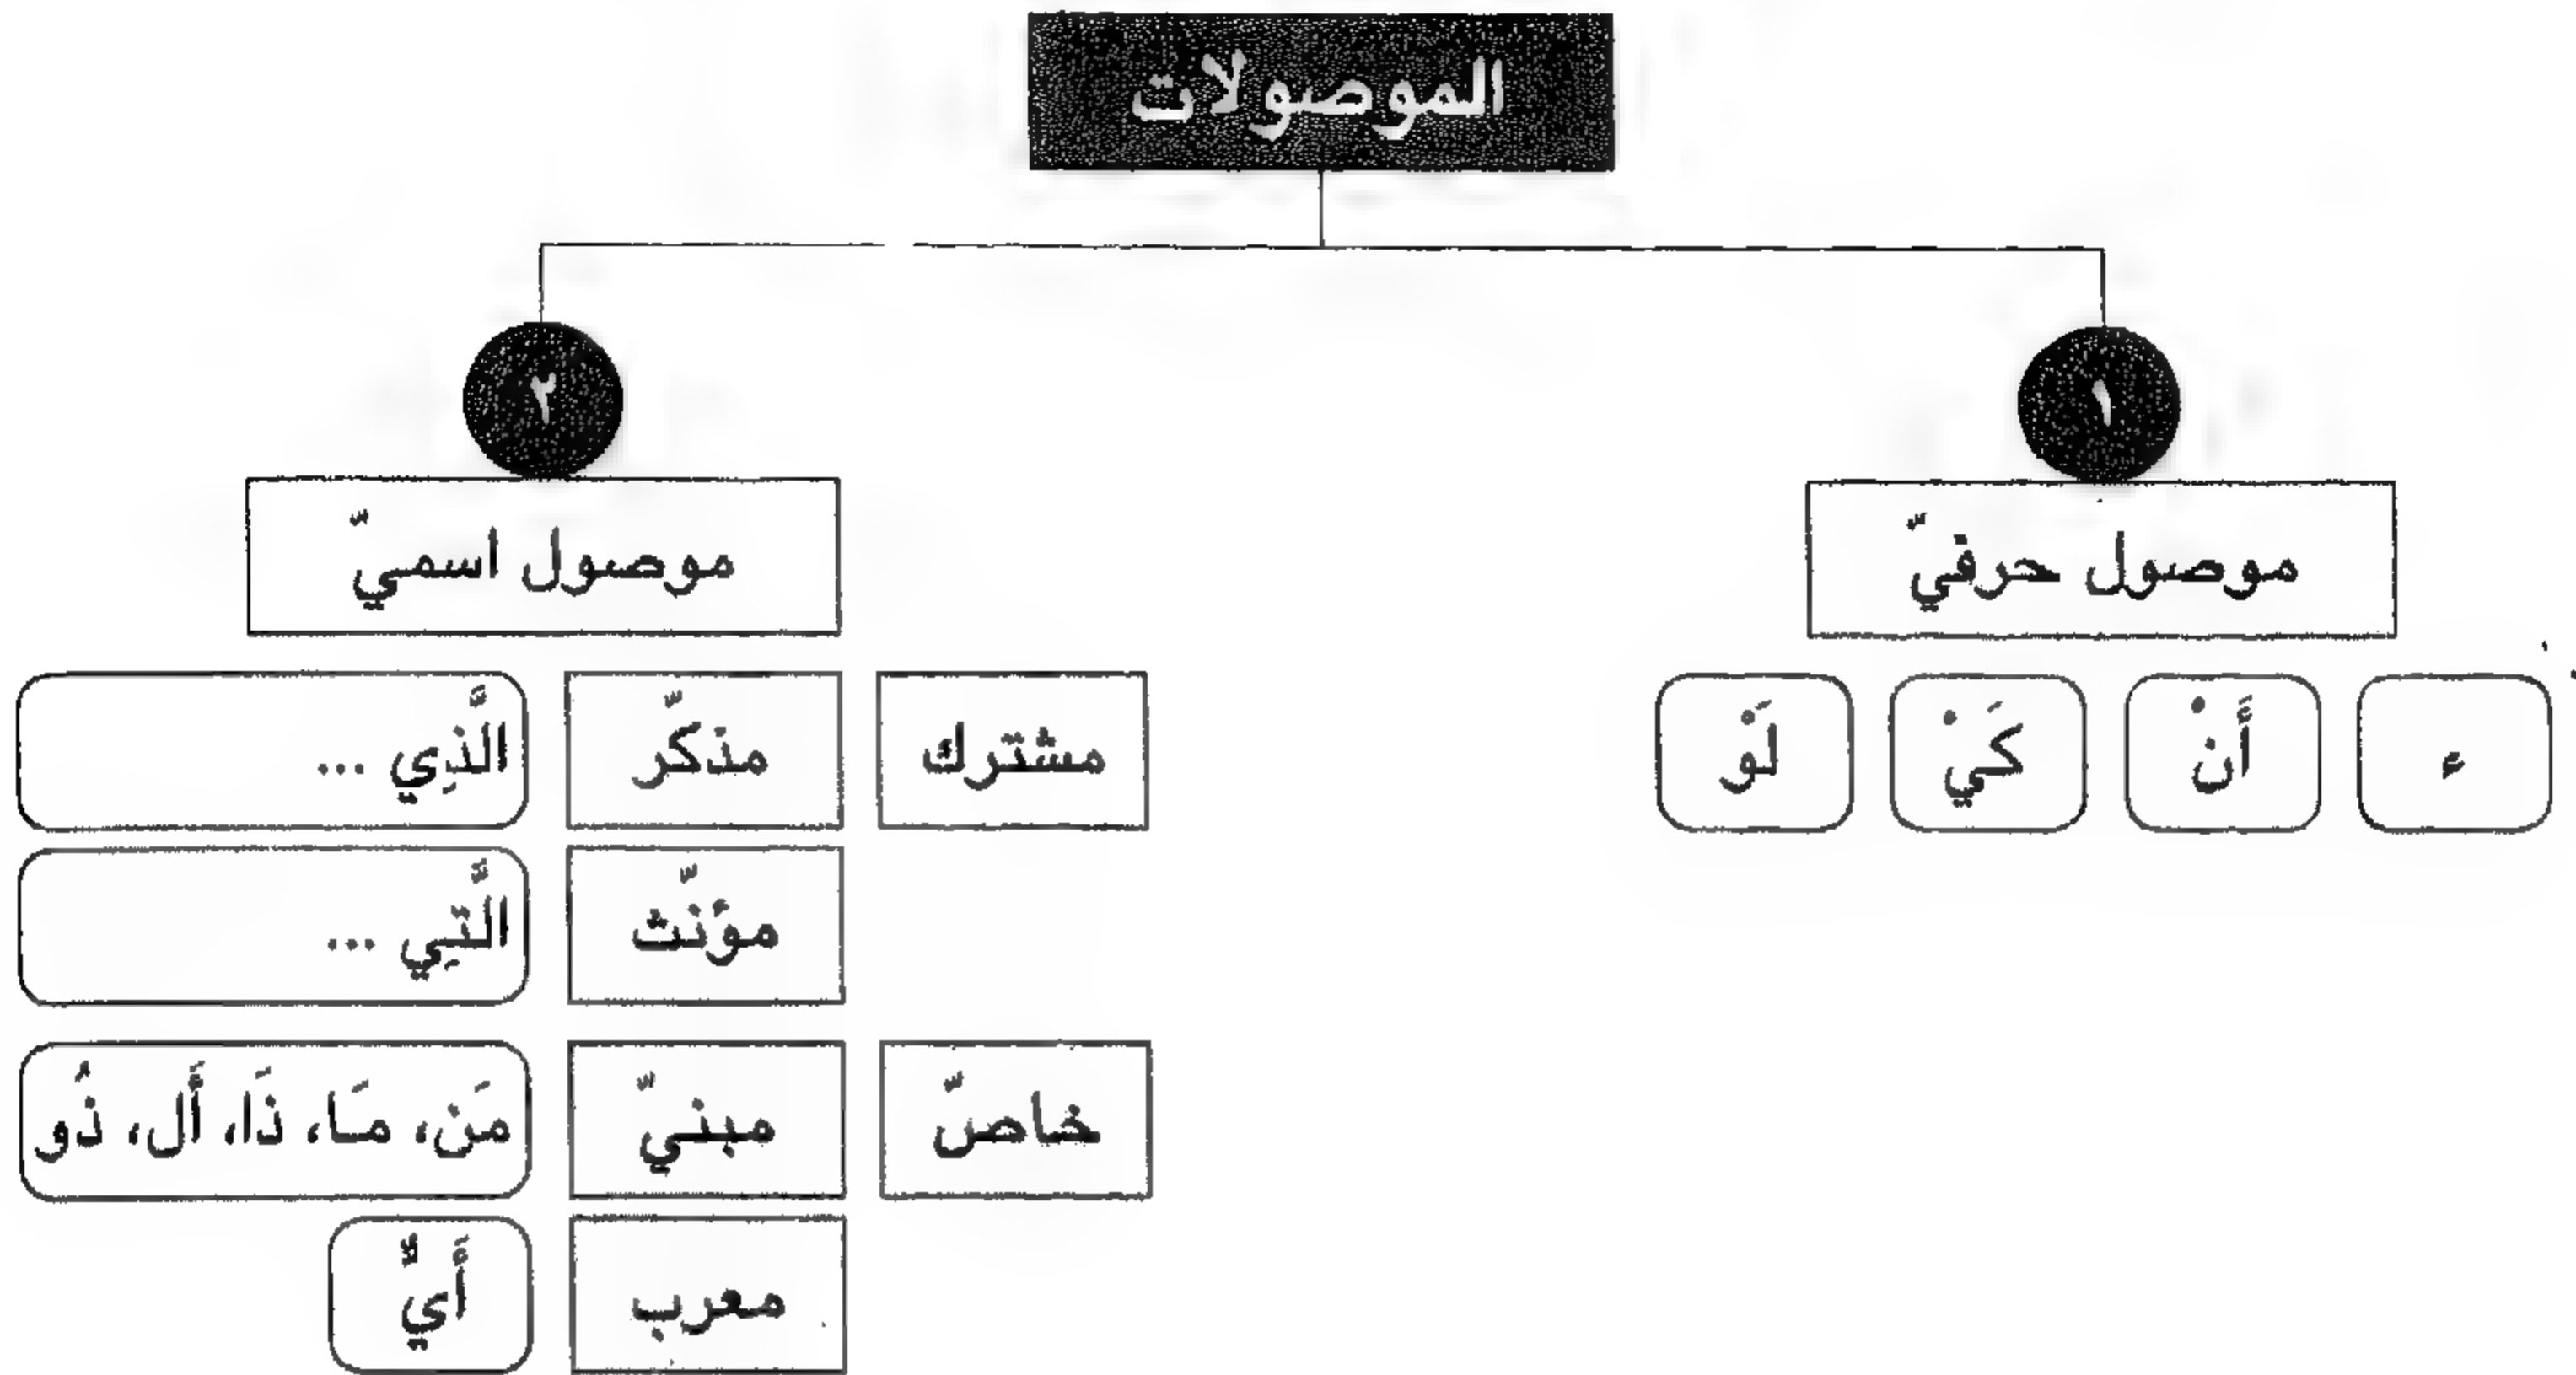 الموصولات
١
٢
موصول حرفيّ
موصول اسميّ
ء
أَنْ
كَيْ
لَوْ
مشترك
مذكّر
الَّذِي ...
مؤنّث
الَّتِي ...
خاصّ
مبنيّ
مَن، مَا، ذَا، أَل، ذُو
معرب
أَيّ